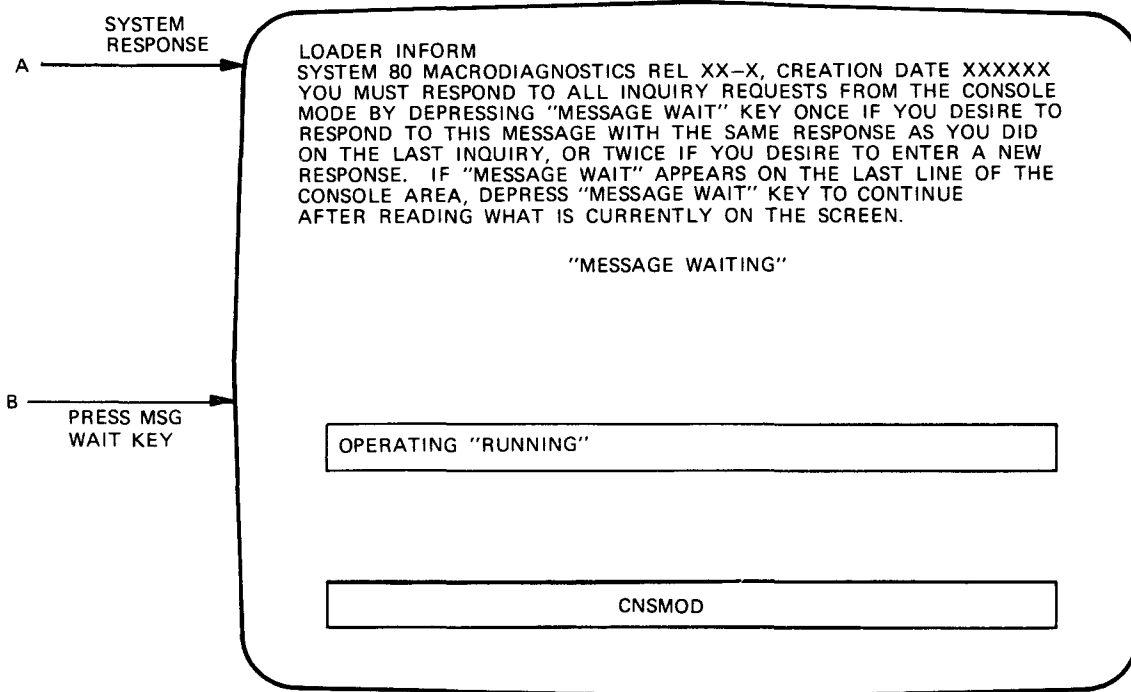 SYSTEM
RESPONSE
A
LOADER INFORM
SYSTEM 80 MACRODIAGNOSTICS REL XX–X, CREATION DATE XXXXXX
YOU MUST RESPOND TO ALL INQUIRY REQUESTS FROM THE CONSOLE
MODE BY DEPRESSING "MESSAGE WAIT" KEY ONCE IF YOU DESIRE TO
RESPOND TO THIS MESSAGE WITH THE SAME RESPONSE AS YOU DID
ON THE LAST INQUIRY, OR TWICE IF YOU DESIRE TO ENTER A NEW
RESPONSE. IF "MESSAGE WAIT" APPEARS ON THE LAST LINE OF THE
CONSOLE AREA, DEPRESS "MESSAGE WAIT" KEY TO CONTINUE
AFTER READING WHAT IS CURRENTLY ON THE SCREEN.
"MESSAGE WAITING"
B
PRESS MSG
WAIT KEY
OPERATING "RUNNING"
CNSMOD